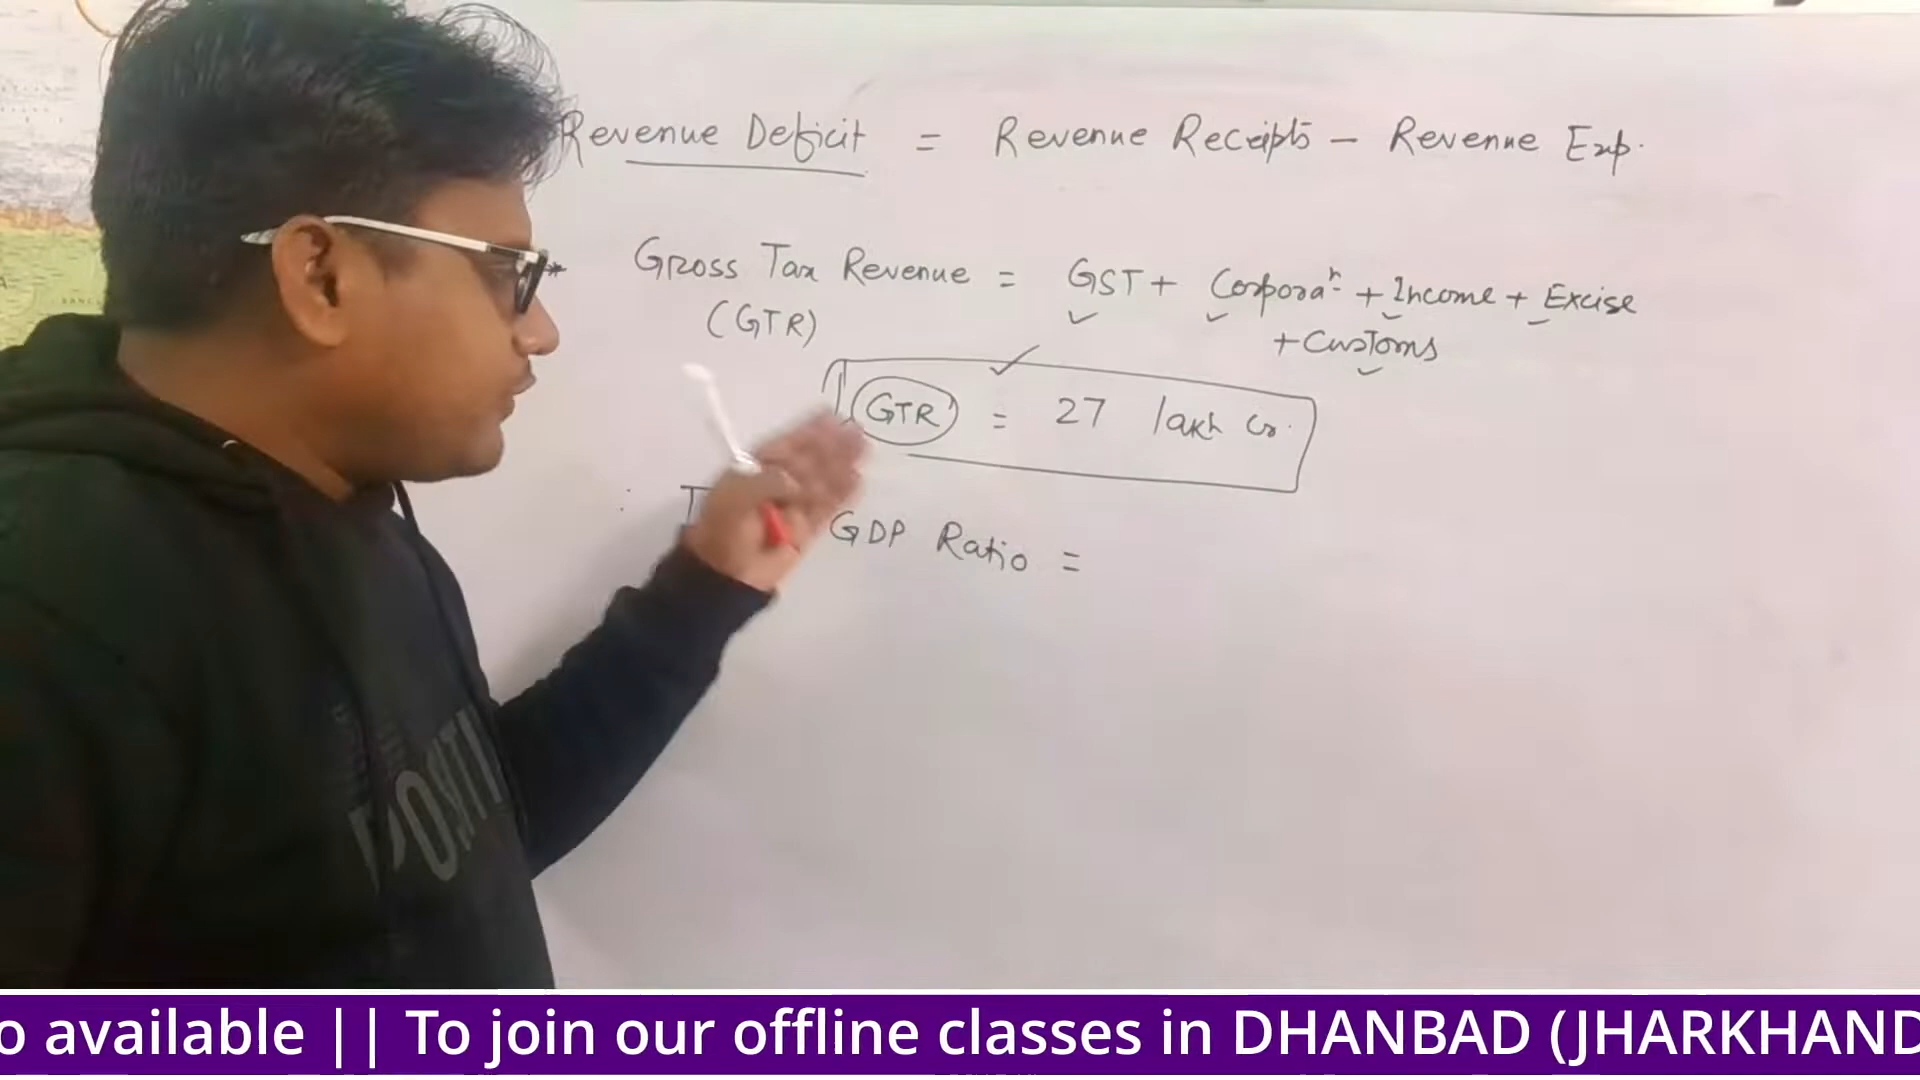 Revenue Deficit = Revenue Receipts – Revenue Exp.
* Gross Tax Revenue = GST + Corporaⁿ + Income + Excise
(GTR) + Customs
GTR = 27 lakh Cr.
GDP Ratio =
o available || To join our offline classes in DHANBAD (JHARKHAND
POSITI